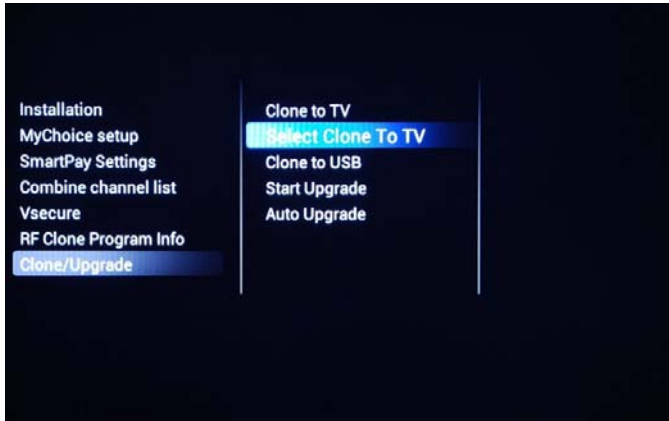 Installation
MyChoice setup
SmartPay Settings
Combine channel list
Vsecure
RF Clone Program Info
Clone/Upgrade
Clone to TV
Select Clone To TV
Clone to USB
Start Upgrade
Auto Upgrade